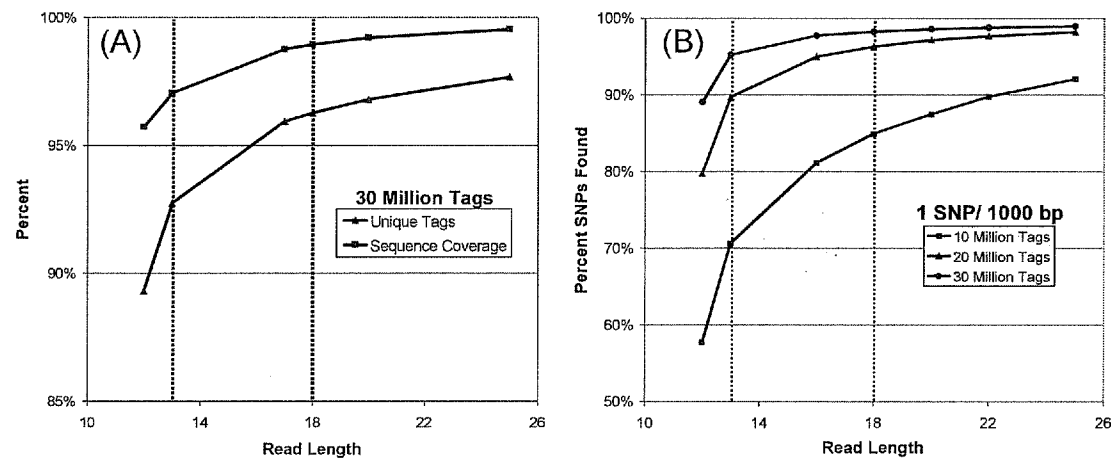 (A)
100%
95%
90%
85%
Percent
10
14
18
22
26
Read Length
30 Million Tags
Unique Tags
Sequence Coverage
(B)
100%
90%
80%
70%
60%
50%
Percent SNPs Found
10
14
18
22
26
Read Length
1 SNP/ 1000 bp
10 Million Tags
20 Million Tags
30 Million Tags